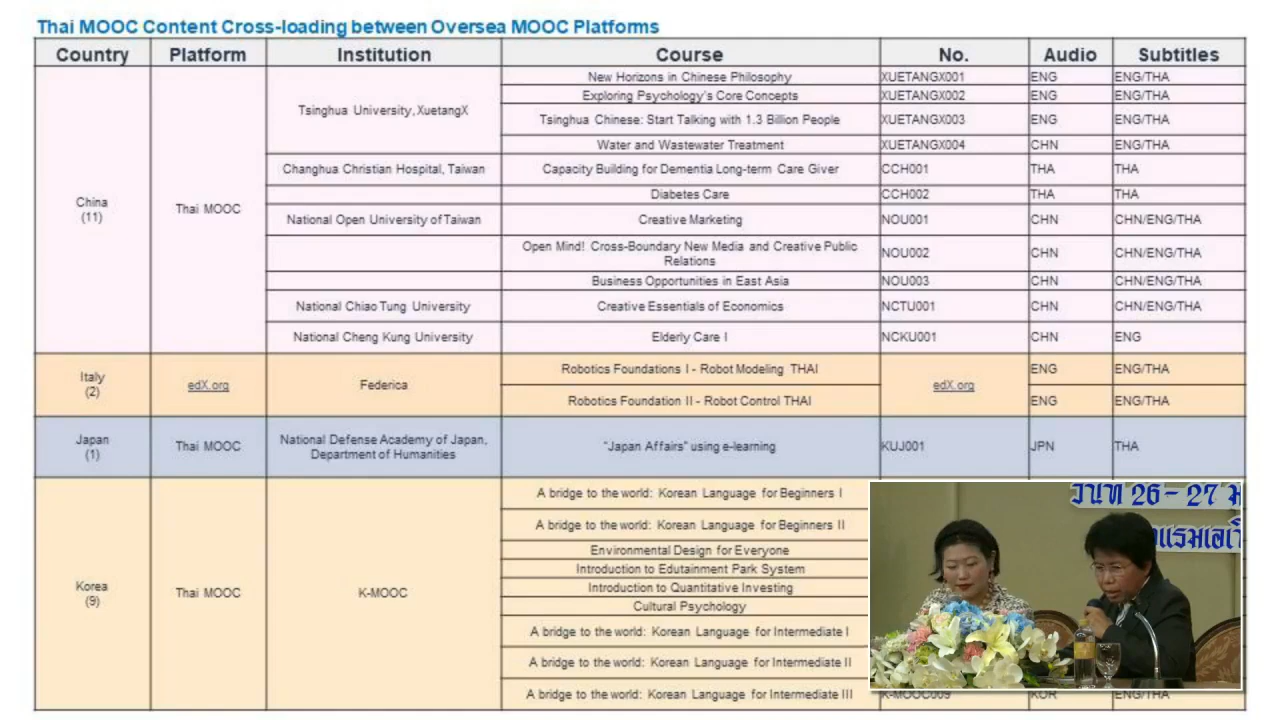 Thai MOOC Content Cross-loading between Oversea MOOC Platforms
Country Platform Institution Course No. Audio Subtitles
China
(11)
Thai MOOC
Tsinghua University, XuetangX
New Horizons in Chinese Philosophy XUETANGX001 ENG ENG/THA
Exploring Psychology's Core Concepts XUETANGX002 ENG ENG/THA
Tsinghua Chinese: Start Talking with 1.3 Billion People XUETANGX003 ENG ENG/THA
Water and Wastewater Treatment XUETANGX004 CHN ENG/THA
Changhua Christian Hospital, Taiwan Capacity Building for Dementia Long-term Care Giver CCH001 THA THA
Diabetes Care CCH002 THA THA
National Open University of Taiwan Creative Marketing NOU001 CHN CHN/ENG/THA
Open Mind! Cross-Boundary New Media and Creative Public
Relations
NOU002 CHN CHN/ENG/THA
Business Opportunities in East Asia NOU003 CHN CHN/ENG/THA
National Chiao Tung University Creative Essentials of Economics NCTU001 CHN CHN/ENG/THA
National Cheng Kung University Elderly Care I NCKU001 CHN ENG
Italy
(2)
edX.org
Federica
Robotics Foundations I - Robot Modeling THAI
edX.org
ENG ENG/THA
Robotics Foundation II - Robot Control THAI ENG ENG/THA
Japan
(1)
Thai MOOC
National Defense Academy of Japan,
Department of Humanities
"Japan Affairs" using e-learning KUJ001 JPN THA
Korea
(9)
Thai MOOC
K-MOOC
A bridge to the world: Korean Language for Beginners I
A bridge to the world: Korean Language for Beginners II
Environmental Design for Everyone
Introduction to Edutainment Park System
Introduction to Quantitative Investing
Cultural Psychology
A bridge to the world: Korean Language for Intermediate I
A bridge to the world: Korean Language for Intermediate II
A bridge to the world: Korean Language for Intermediate III K-MOOC009 KOR ENG/THA
26 - 27